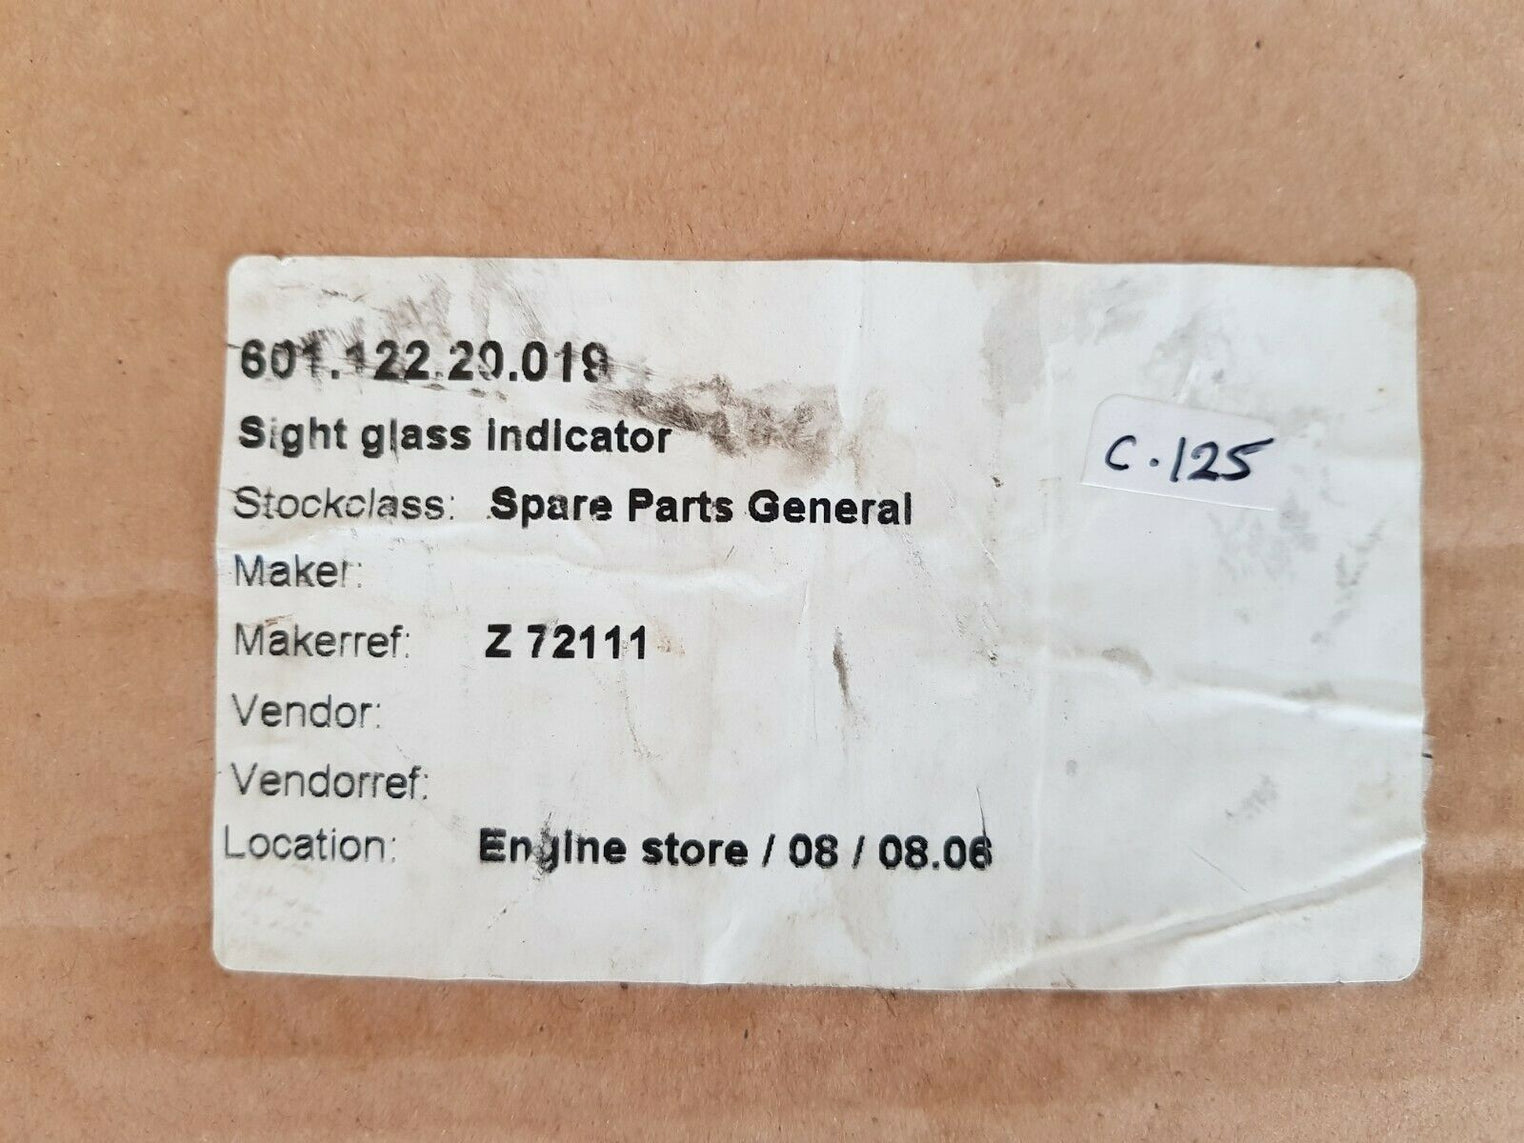 601.122.20.019
Sight glass indicator
C.125
Stockclass: Spare Parts General
Maker:
Makerref: Z 72111
Vendor:
Vendorref:
Location: Engine store / 08 / 08.06